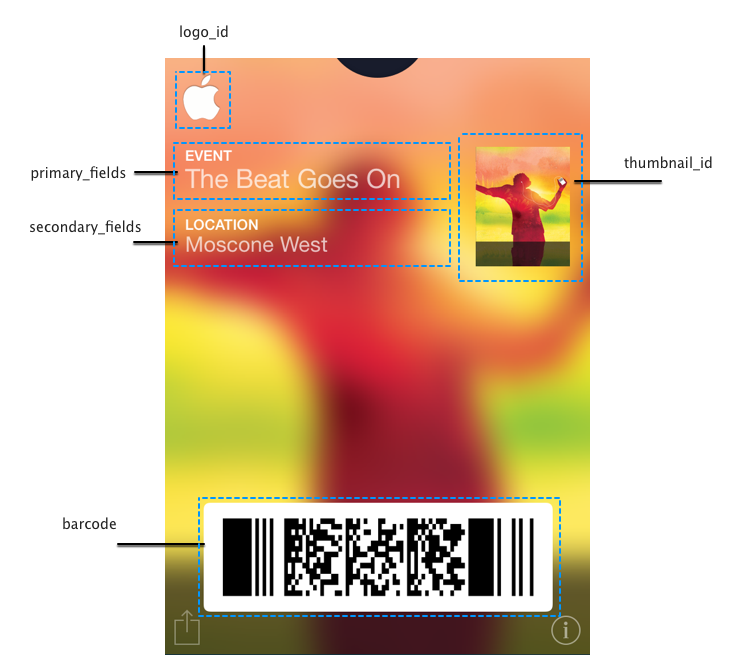 logo_id
EVENT
The Beat Goes On
primary_fields
thumbnail_id
LOCATION
Moscone West
secondary_fields
barcode
i